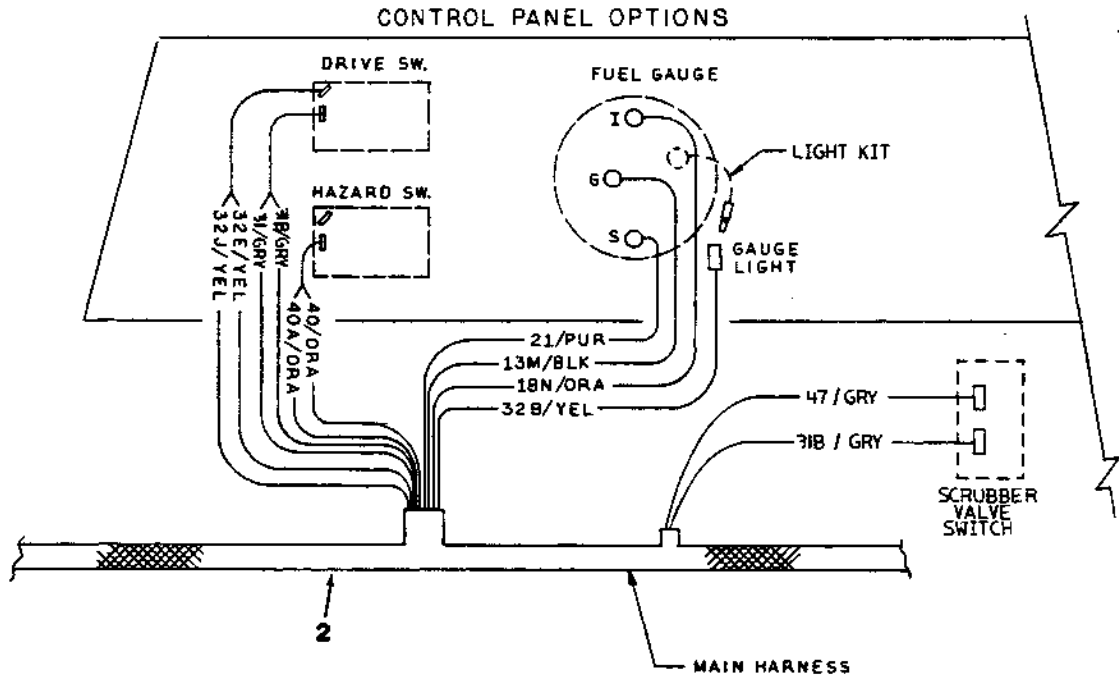 CONTROL PANEL OPTIONS
DRIVE SW.
FUEL GAUGE
I
LIGHT KIT
G
HAZARD SW.
S
GAUGE
LIGHT
32J/YEL
32E/YEL
31/GRY
31B/GRY
40A/ORA
40/ORA
21/PUR
13M/BLK
18N/ORA
32B/YEL
47/GRY
31B / GRY
SCRUBBER
VALVE
SWITCH
2
MAIN HARNESS